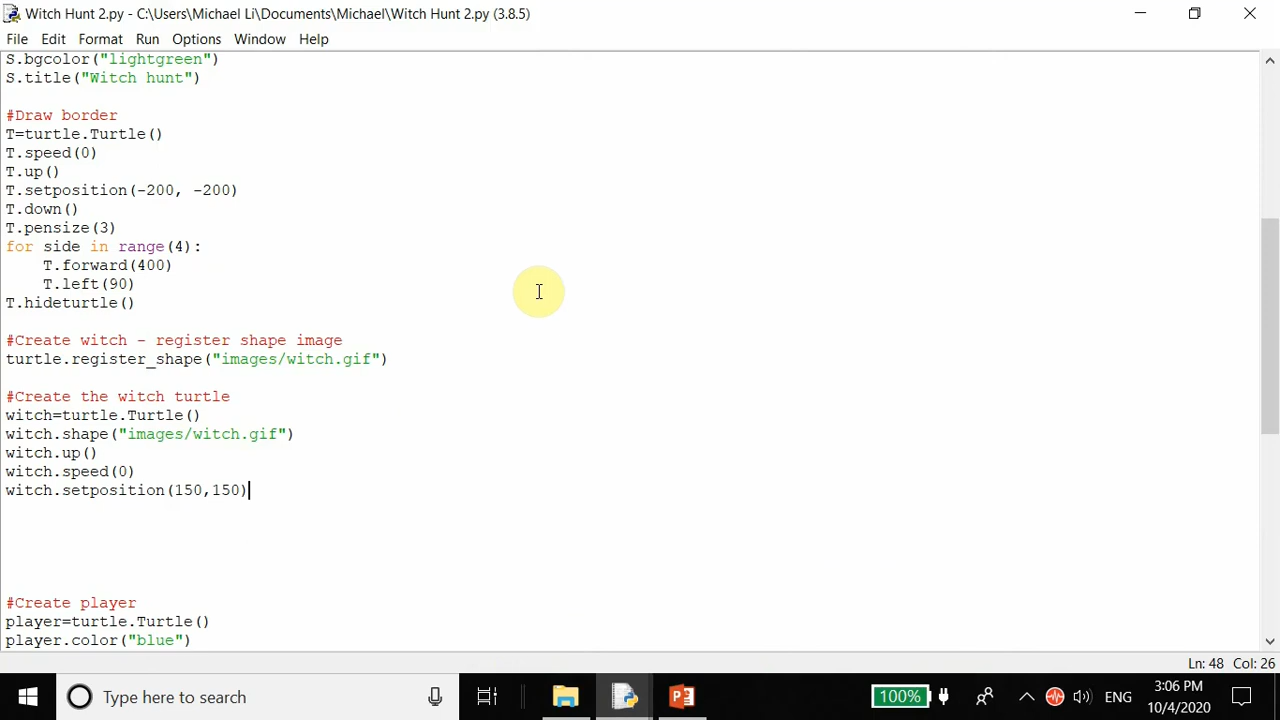 Witch Hunt 2.py - C:\Users\Michael Li\Documents\Michael\Witch Hunt 2.py (3.8.5)
File Edit Format Run Options Window Help
S.bgcolor("lightgreen")
S.title("Witch hunt")
#Draw border
T=turtle.Turtle()
T.speed(0)
T.up()
T.setposition(-200, -200)
T.down()
T.pensize(3)
for side in range(4):
    T.forward(400)
    T.left(90)
T.hideturtle()
#Create witch - register shape image
turtle.register_shape("images/witch.gif")
#Create the witch turtle
witch=turtle.Turtle()
witch.shape("images/witch.gif")
witch.up()
witch.speed(0)
witch.setposition(150,150)
#Create player
player=turtle.Turtle()
player.color("blue")
Ln: 48 Col: 26
Type here to search
100%
ENG
3:06 PM
10/4/2020